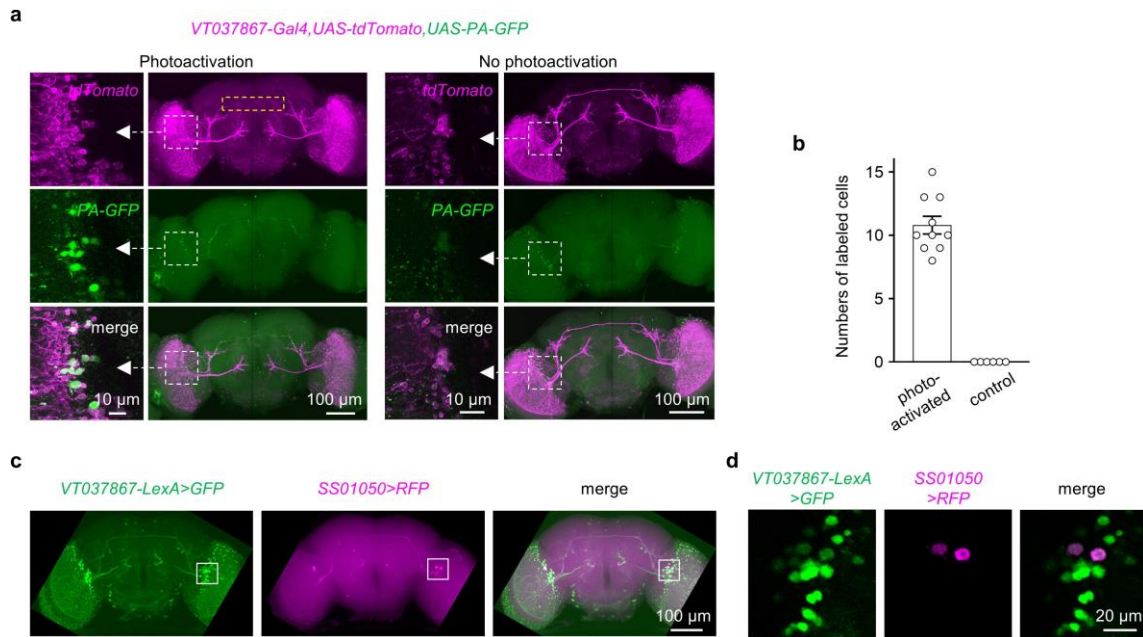 a
VT037867-Gal4,UAS-tdTomato,UAS-PA-GFP
Photoactivation
No photoactivation
tdTomato
tdTomato
PA-GFP
PA-GFP
merge
10 µm
100 µm
merge
10 µm
100 µm
b
Numbers of labeled cells
15
10
5
0
photo-
activated
control
c
VT037867-LexA>GFP
SS01050>RFP
merge
100 µm
d
VT037867-LexA
>GFP
SS01050
>RFP
merge
20 µm